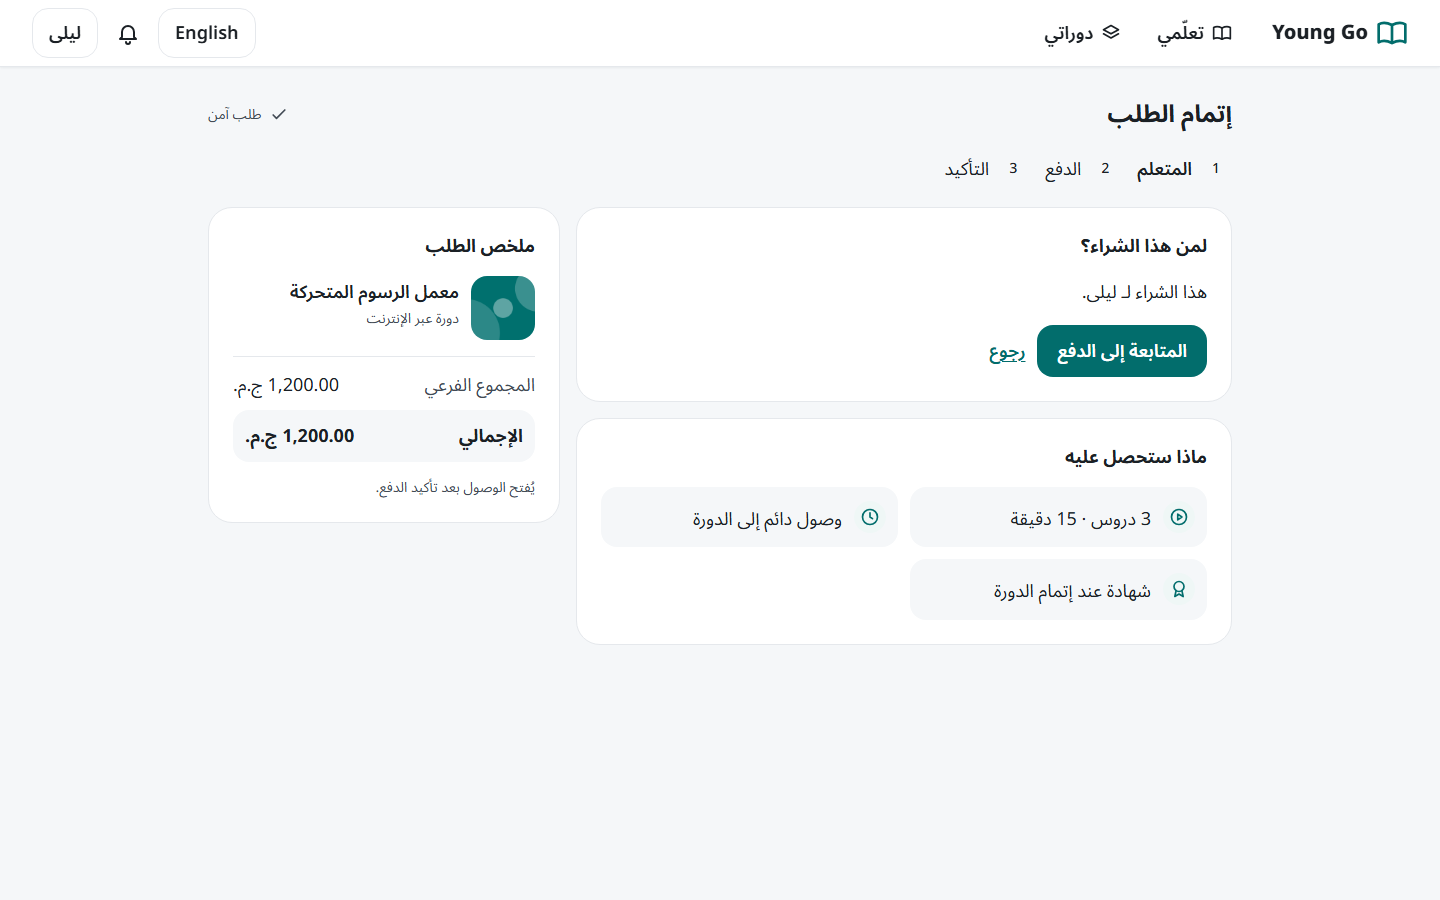 Young Go
تعلّمي
دوراتي
English
ليلى
إتمام الطلب
طلب آمن
1 المتعلم 2 الدفع 3 التأكيد
لمن هذا الشراء؟
هذا الشراء لـ ليلى.
المتابعة إلى الدفع
رجوع
ماذا ستحصل عليه
3 دروس · 15 دقيقة
وصول دائم إلى الدورة
شهادة عند إتمام الدورة
ملخص الطلب
معمل الرسوم المتحركة
دورة عبر الإنترنت
المجموع الفرعي 1,200.00 ج.م.
الإجمالي 1,200.00 ج.م.
يُفتح الوصول بعد تأكيد الدفع.